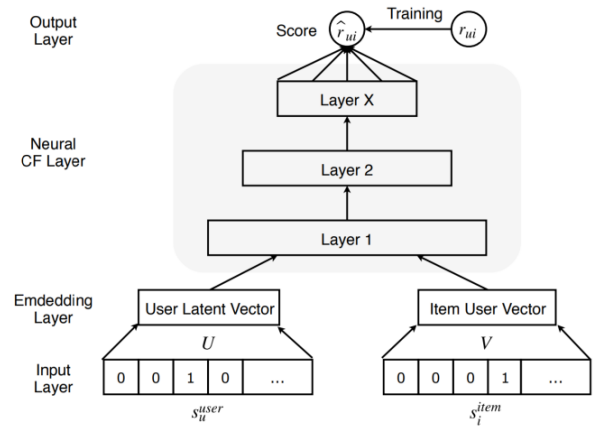 Output
Layer
Score
r̂ui
Training
rui
Layer X
Neural
CF Layer
Layer 2
Layer 1
Emdedding
Layer
User Latent Vector
Item User Vector
U
V
Input
Layer
0 0 1 0 ...
0 0 0 1 ...
s_u^user
s_i^item